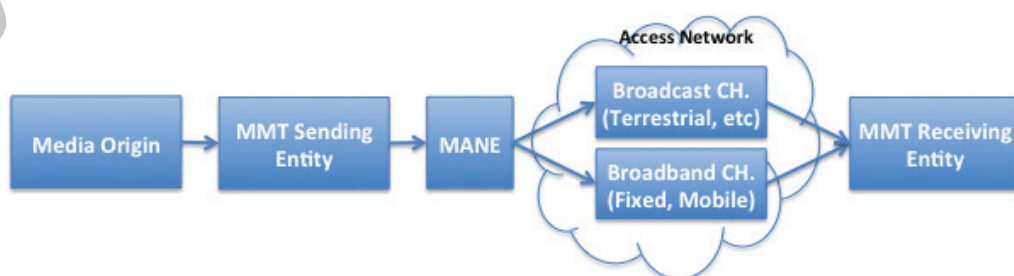 Access Network
Media Origin
MMT Sending
Entity
MANE
Broadcast CH.
(Terrestrial, etc)
Broadband CH.
(Fixed, Mobile)
MMT Receiving
Entity